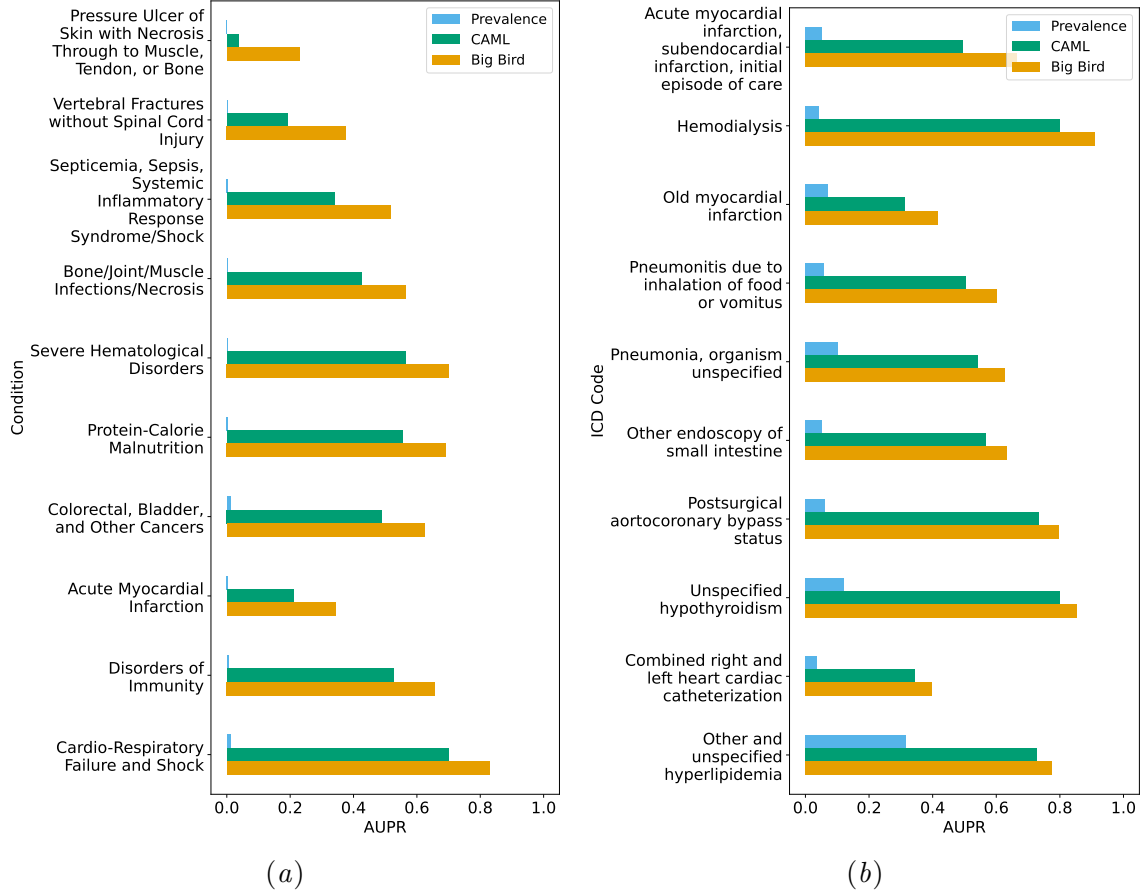 Pressure Ulcer of
Skin with Necrosis
Through to Muscle,
Tendon, or Bone
Vertebral Fractures
without Spinal Cord
Injury
Septicemia, Sepsis,
Systemic
Inflammatory
Response
Syndrome/Shock
Bone/Joint/Muscle
Infections/Necrosis
Severe Hematological
Disorders
Protein-Calorie
Malnutrition
Colorectal, Bladder,
and Other Cancers
Acute Myocardial
Infarction
Disorders of
Immunity
Cardio-Respiratory
Failure and Shock
Condition
Prevalence
CAML
Big Bird
0.0 0.2 0.4 0.6 0.8 1.0
AUPR
(a)
Acute myocardial
infarction,
subendocardial
infarction, initial
episode of care
Hemodialysis
Old myocardial
infarction
Pneumonitis due to
inhalation of food
or vomitus
Pneumonia, organism
unspecified
Other endoscopy of
small intestine
Postsurgical
aortocoronary bypass
status
Unspecified
hypothyroidism
Combined right and
left heart cardiac
catheterization
Other and
unspecified
hyperlipidemia
ICD Code
Prevalence
CAML
Big Bird
0.0 0.2 0.4 0.6 0.8 1.0
AUPR
(b)